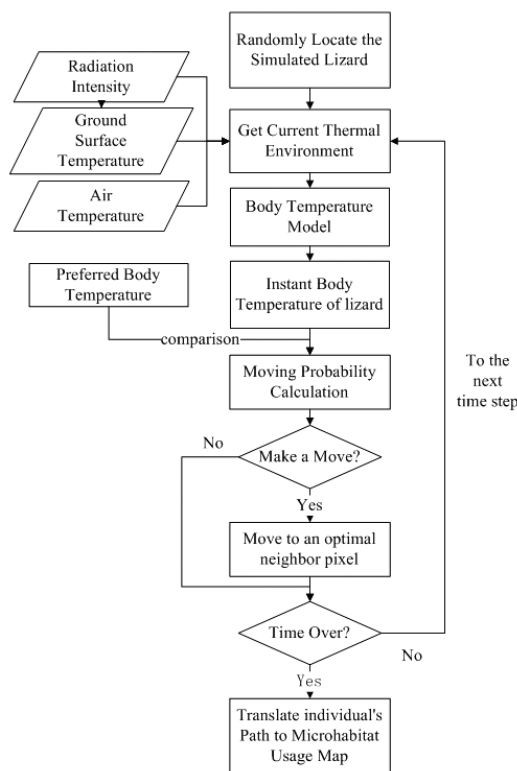 Randomly Locate the
Simulated Lizard
Radiation
Intensity
Ground
Surface
Temperature
Air
Temperature
Get Current Thermal
Environment
Body Temperature
Model
Preferred Body
Temperature
Instant Body
Temperature of lizard
comparison
Moving Probability
Calculation
To the
next
time step
No
Make a Move?
Yes
Move to an optimal
neighbor pixel
Time Over?
No
Yes
Translate individual's
Path to Microhabitat
Usage Map